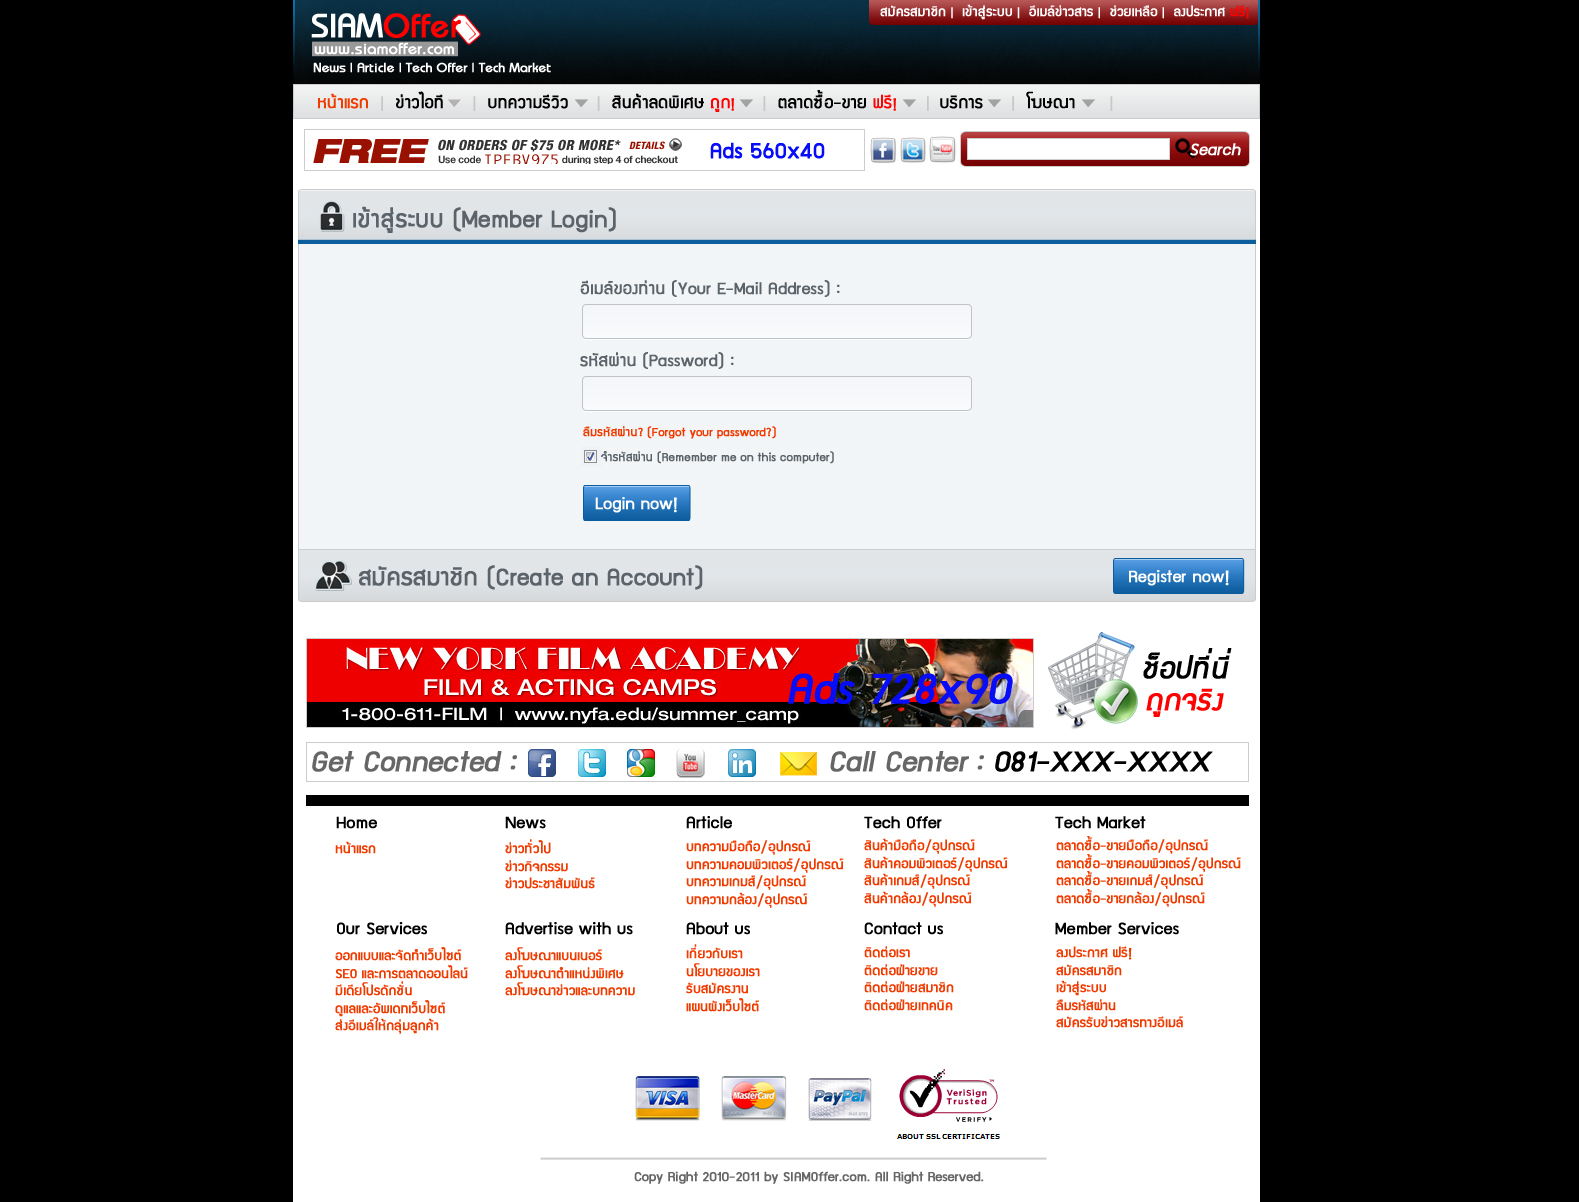 สมัครสมาชิก | เข้าสู่ระบบ | อีเมล์ข่าวสาร | ช่วยเหลือ | ลงประกาศ ฟรี!
SIAMOffer
www.siamoffer.com
News | Article | Tech Offer | Tech Market
หน้าแรก | ข่าวไอที | บทความรีวิว | สินค้าลดพิเศษ ถูก! | ตลาดซื้อ-ขาย ฟรี! | บริการ | โฆษณา |
FREE ON ORDERS OF $75 OR MORE* DETAILS
Use code TPFBV975 during step 4 of checkout
Ads 560x40
You Tube
Search
เข้าสู่ระบบ (Member Login)
อีเมล์ของท่าน (Your E-Mail Address) :
รหัสผ่าน (Password) :
ลืมรหัสผ่าน? (Forgot your password?)
จำรหัสผ่าน (Remember me on this computer)
Login now!
สมัครสมาชิก (Create an Account)
Register now!
NEW YORK FILM ACADEMY
FILM & ACTING CAMPS
1-800-611-FILM | www.nyfa.edu/summer_camp
Ads 728x90
ช็อปที่นี่
ถูกจริง
Get Connected : You Tube Call Center : 081-XXX-XXXX
Home
หน้าแรก
News
ข่าวทั่วไป
ข่าวกิจกรรม
ข่าวประชาสัมพันธ์
Article
บทความมือถือ/อุปกรณ์
บทความคอมพิวเตอร์/อุปกรณ์
บทความเกมส์/อุปกรณ์
บทความกล้อง/อุปกรณ์
Tech Offer
สินค้ามือถือ/อุปกรณ์
สินค้าคอมพิวเตอร์/อุปกรณ์
สินค้าเกมส์/อุปกรณ์
สินค้ากล้อง/อุปกรณ์
Tech Market
ตลาดซื้อ-ขายมือถือ/อุปกรณ์
ตลาดซื้อ-ขายคอมพิวเตอร์/อุปกรณ์
ตลาดซื้อ-ขายเกมส์/อุปกรณ์
ตลาดซื้อ-ขายกล้อง/อุปกรณ์
Our Services
ออกแบบและจัดทำเว็บไซต์
SEO และการตลาดออนไลน์
มีเดียโปรดักชั่น
ดูแลและอัพเดทเว็บไซต์
ส่งอีเมล์ให้กลุ่มลูกค้า
Advertise with us
ลงโฆษณาแบนเนอร์
ลงโฆษณาตำแหน่งพิเศษ
ลงโฆษณาข่าวและบทความ
About us
เกี่ยวกับเรา
นโยบายของเรา
รับสมัครงาน
แผนผังเว็บไซต์
Contact us
ติดต่อเรา
ติดต่อฝ่ายขาย
ติดต่อฝ่ายสมาชิก
ติดต่อฝ่ายเทคนิค
Member Services
ลงประกาศ ฟรี!
สมัครสมาชิก
เข้าสู่ระบบ
ลืมรหัสผ่าน
สมัครรับข่าวสารทางอีเมล์
VISA
MasterCard
PayPal
VeriSign
Trusted
VERIFY
ABOUT SSL CERTIFICATES
Copy Right 2010-2011 by SIAMOffer.com. All Right Reserved.